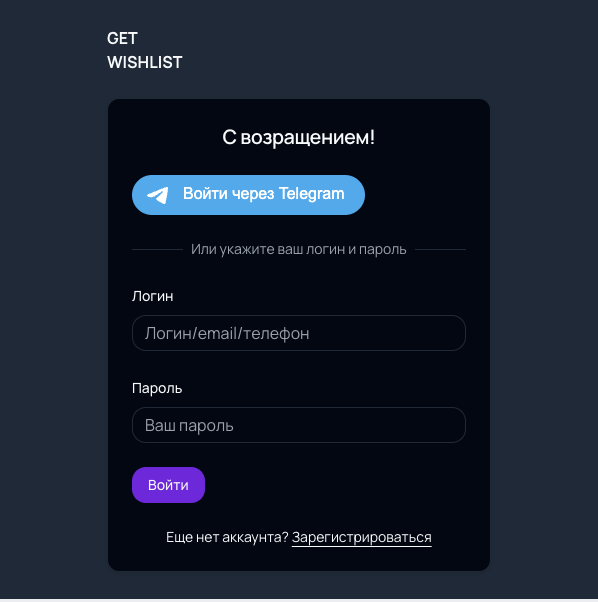 GET
WISHLIST
С возращением!
Войти через Telegram
Или укажите ваш логин и пароль
Логин
Логин/email/телефон
Пароль
Ваш пароль
Войти
Еще нет аккаунта? Зарегистрироваться